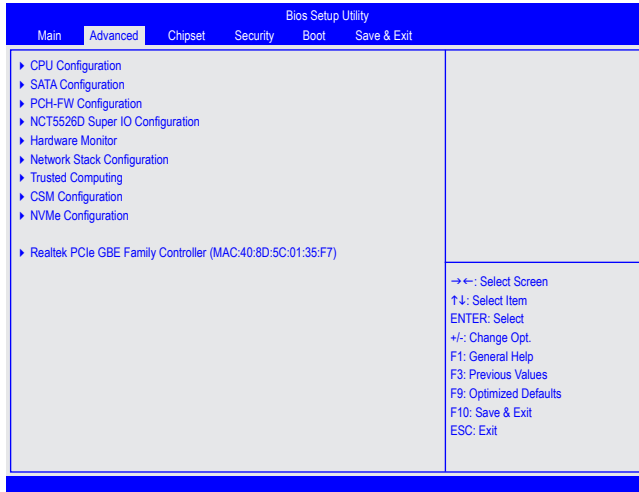 Bios Setup Utility
Main Advanced Chipset Security Boot Save & Exit
CPU Configuration
SATA Configuration
PCH-FW Configuration
NCT5526D Super IO Configuration
Hardware Monitor
Network Stack Configuration
Trusted Computing
CSM Configuration
NVMe Configuration
Realtek PCIe GBE Family Controller (MAC:40:8D:5C:01:35:F7)
→←: Select Screen
↑↓: Select Item
ENTER: Select
+/-: Change Opt.
F1: General Help
F3: Previous Values
F9: Optimized Defaults
F10: Save & Exit
ESC: Exit